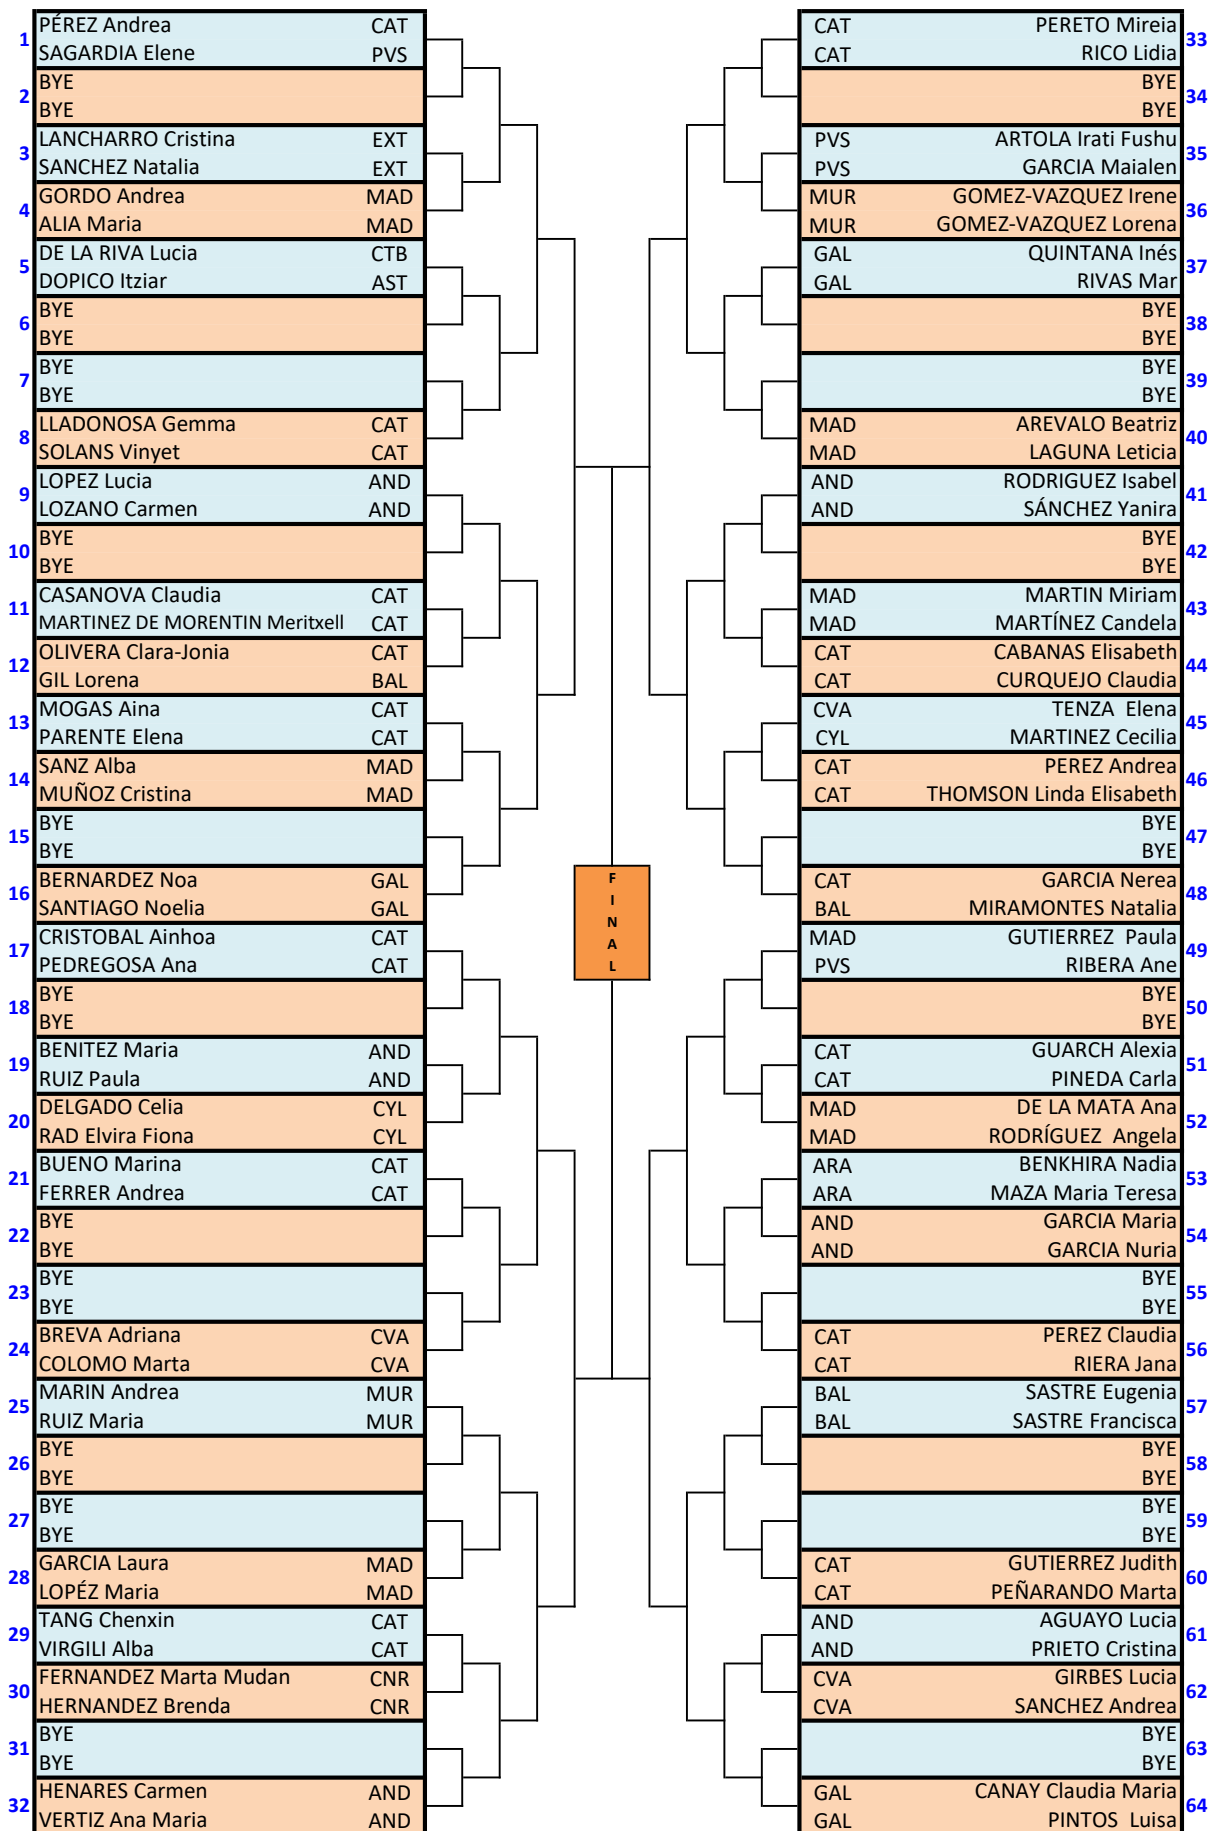 1
PÉREZ Andrea CAT
SAGARDIA Elene PVS
2
BYE
BYE
3
LANCHARRO Cristina EXT
SANCHEZ Natalia EXT
4
GORDO Andrea MAD
ALIA Maria MAD
5
DE LA RIVA Lucia CTB
DOPICO Itziar AST
6
BYE
BYE
7
BYE
BYE
8
LLADONOSA Gemma CAT
SOLANS Vinyet CAT
9
LOPEZ Lucia AND
LOZANO Carmen AND
10
BYE
BYE
11
CASANOVA Claudia CAT
MARTINEZ DE MORENTIN Meritxell CAT
12
OLIVERA Clara-Jonia CAT
GIL Lorena BAL
13
MOGAS Aina CAT
PARENTE Elena CAT
14
SANZ Alba MAD
MUÑOZ Cristina MAD
15
BYE
BYE
16
BERNARDEZ Noa GAL
SANTIAGO Noelia GAL
17
CRISTOBAL Ainhoa CAT
PEDREGOSA Ana CAT
18
BYE
BYE
19
BENITEZ Maria AND
RUIZ Paula AND
20
DELGADO Celia CYL
RAD Elvira Fiona CYL
21
BUENO Marina CAT
FERRER Andrea CAT
22
BYE
BYE
23
BYE
BYE
24
BREVA Adriana CVA
COLOMO Marta CVA
25
MARIN Andrea MUR
RUIZ Maria MUR
26
BYE
BYE
27
BYE
BYE
28
GARCIA Laura MAD
LOPÉZ Maria MAD
29
TANG Chenxin CAT
VIRGILI Alba CAT
30
FERNANDEZ Marta Mudan CNR
HERNANDEZ Brenda CNR
31
BYE
BYE
32
HENARES Carmen AND
VERTIZ Ana Maria AND
F
I
N
A
L
CAT PERETO Mireia
CAT RICO Lidia
33
BYE
BYE
34
PVS ARTOLA Irati Fushu
PVS GARCIA Maialen
35
MUR GOMEZ-VAZQUEZ Irene
MUR GOMEZ-VAZQUEZ Lorena
36
GAL QUINTANA Inés
GAL RIVAS Mar
37
BYE
BYE
38
BYE
BYE
39
MAD AREVALO Beatriz
MAD LAGUNA Leticia
40
AND RODRIGUEZ Isabel
AND SÁNCHEZ Yanira
41
BYE
BYE
42
MAD MARTIN Miriam
MAD MARTÍNEZ Candela
43
CAT CABANAS Elisabeth
CAT CURQUEJO Claudia
44
CVA TENZA Elena
CYL MARTINEZ Cecilia
45
CAT PEREZ Andrea
CAT THOMSON Linda Elisabeth
46
BYE
BYE
47
CAT GARCIA Nerea
BAL MIRAMONTES Natalia
48
MAD GUTIERREZ Paula
PVS RIBERA Ane
49
BYE
BYE
50
CAT GUARCH Alexia
CAT PINEDA Carla
51
MAD DE LA MATA Ana
MAD RODRÍGUEZ Angela
52
ARA BENKHIRA Nadia
ARA MAZA Maria Teresa
53
AND GARCIA Maria
AND GARCIA Nuria
54
BYE
BYE
55
CAT PEREZ Claudia
CAT RIERA Jana
56
BAL SASTRE Eugenia
BAL SASTRE Francisca
57
BYE
BYE
58
BYE
BYE
59
CAT GUTIERREZ Judith
CAT PEÑARANDO Marta
60
AND AGUAYO Lucia
AND PRIETO Cristina
61
CVA GIRBES Lucia
CVA SANCHEZ Andrea
62
BYE
BYE
63
GAL CANAY Claudia Maria
GAL PINTOS Luisa
64